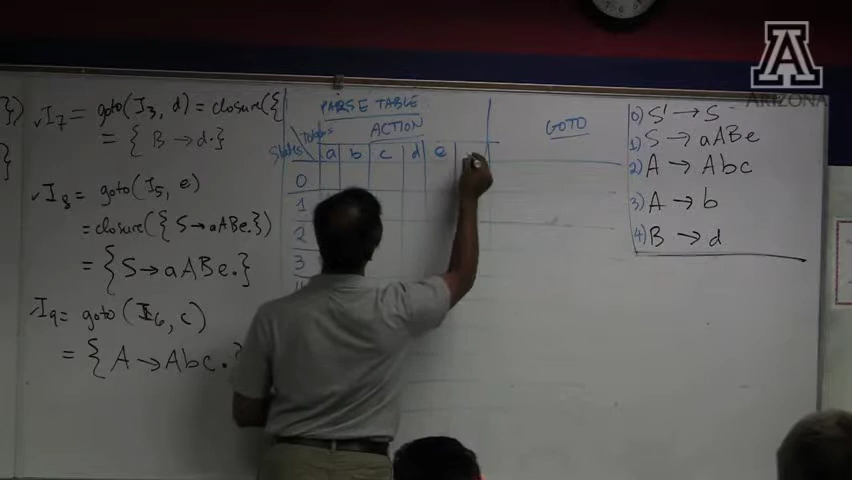 })
✓I7 = goto(I3, d) = closure({
= { B → d· }
✓I8 = goto(I5, e)
= closure({ S → aABe. })
= { S → aABe. }
✓I9 = goto(I6, c)
= { A → Abc.
PARSE TABLE
ACTION
GOTO
States
a b c d e
0
1
2
3
0) S' → S
1) S → aABe
2) A → Abc
3) A → b
4) B → d
A
ARIZONA